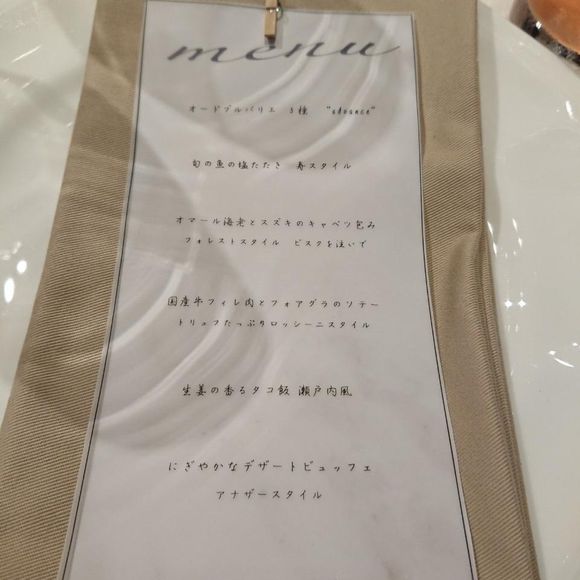 menu
オードブルバリエ 3種 "élégance"
旬の魚の塩たたき 寿スタイル
オマール海老とスズキのキャベツ包み
フォレストスタイル ビスクを注いで
国産牛フィレ肉とフォアグラのソテー
トリュフたっぷりロッシーニスタイル
生姜の香るタコ飯 瀬戸内風
にぎやかなデザートビュッフェ
アナザースタイル